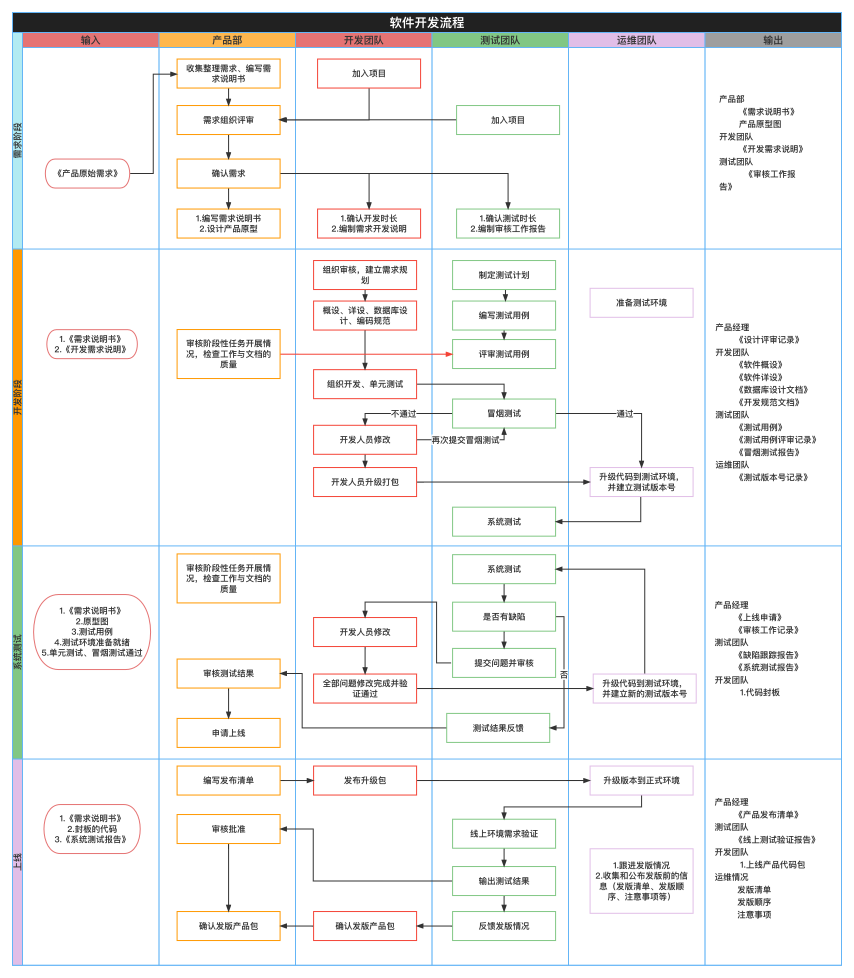 软件开发流程
输入
产品部
开发团队
测试团队
运维团队
输出
需求阶段
《产品原始需求》
收集整理需求、编写需
求说明书
需求组织评审
确认需求
1.编写需求说明书
2.设计产品原型
加入项目
1.确认开发时长
2.编制需求开发说明
加入项目
1.确认测试时长
2.编制审核工作报告
产品部
《需求说明书》
产品原型图
开发团队
《开发需求说明》
测试团队
《审核工作报
告》
开发阶段
1.《需求说明书》
2.《开发需求说明》
审核阶段性任务开展情
况，检查工作与文档的
质量
组织审核，建立需求规
划
概设、详设、数据库设
计、编码规范
组织开发、单元测试
不通过
开发人员修改
再次提交冒烟测试
开发人员升级打包
制定测试计划
编写测试用例
评审测试用例
冒烟测试
通过
系统测试
准备测试环境
升级代码到测试环境，
并建立测试版本号
产品经理
《设计评审记录》
开发团队
《软件概设》
《软件详设》
《数据库设计文档》
《开发规范文档》
测试团队
《测试用例》
《测试用例评审记录》
《冒烟测试报告》
运维团队
《测试版本号记录》
系统测试
1.《需求说明书》
2.原型图
3.测试用例
4.测试环境准备就绪
5.单元测试、冒烟测试通过
审核阶段性任务开展情
况，检查工作与文档的
质量
审核测试结果
申请上线
开发人员修改
全部问题修改完成并验
证通过
系统测试
是否有缺陷
提交问题并审核
否
测试结果反馈
升级代码到测试环境，
并建立新的测试版本号
产品经理
《上线申请》
《审核工作记录》
测试团队
《缺陷跟踪报告》
《系统测试报告》
开发团队
1.代码封板
上线
1.《需求说明书》
2.封板的代码
3.《系统测试报告》
编写发布清单
审核批准
确认发版产品包
发布升级包
确认发版产品包
线上环境需求验证
输出测试结果
反馈发版情况
升级版本到正式环境
1.跟进发版情况
2.收集和公布发版前的信
息（发版清单、发版顺
序、注意事项等）
产品经理
《产品发布清单》
测试团队
《线上测试验证报告》
开发团队
1.上线产品代码包
运维情况
发版清单
发版顺序
注意事项